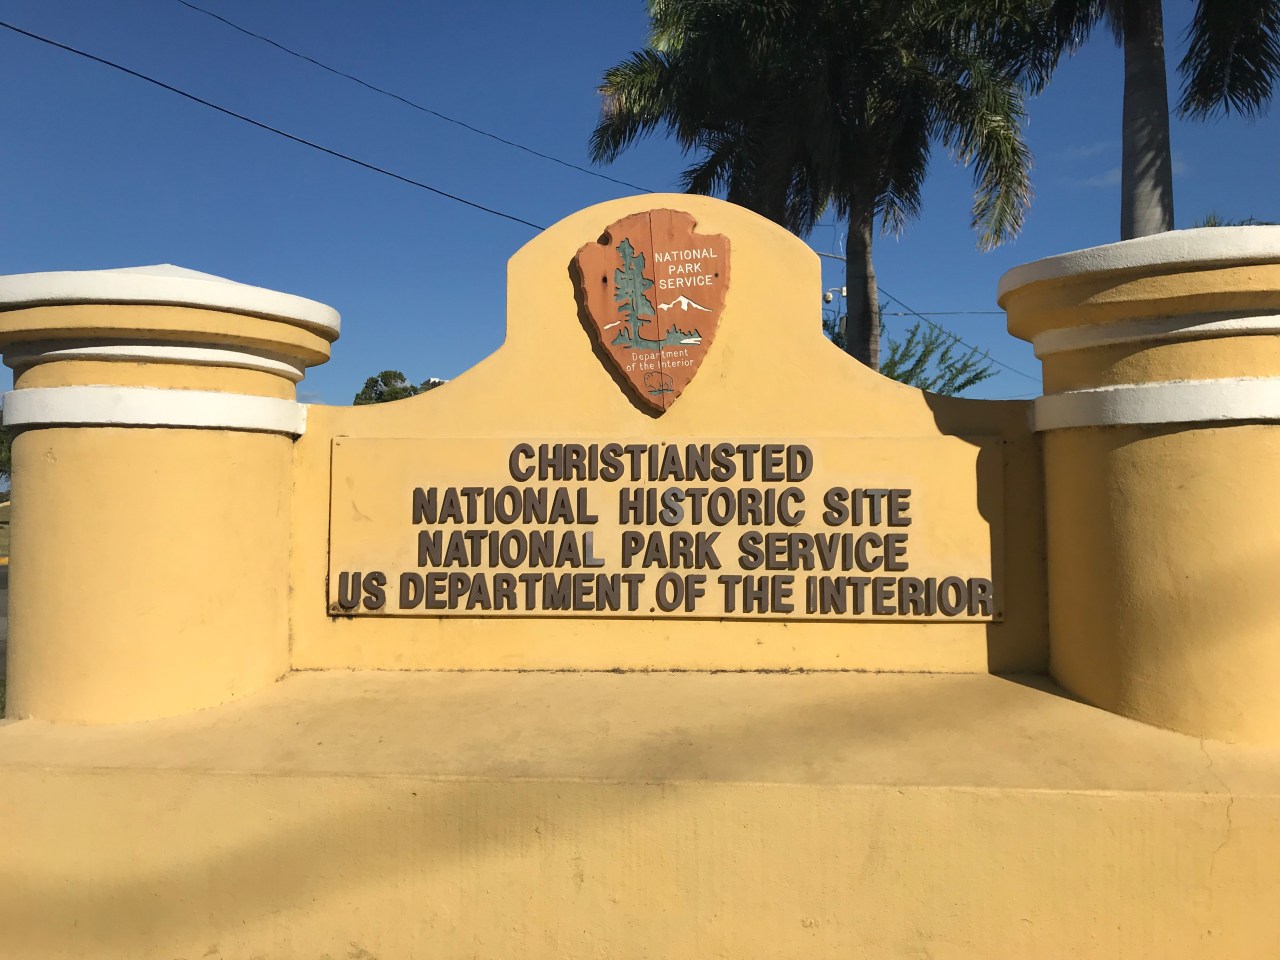 NATIONAL
PARK
SERVICE
Department
of the Interior
CHRISTIANSTED
NATIONAL HISTORIC SITE
NATIONAL PARK SERVICE
US DEPARTMENT OF THE INTERIOR